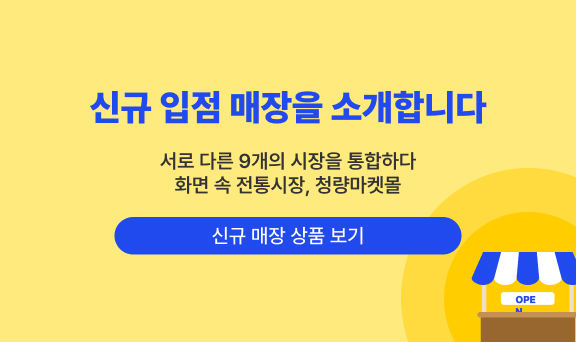 신규 입점 매장을 소개합니다
서로 다른 9개의 시장을 통합하다
화면 속 전통시장, 청량마켓몰
신규 매장 상품 보기
OPE
N